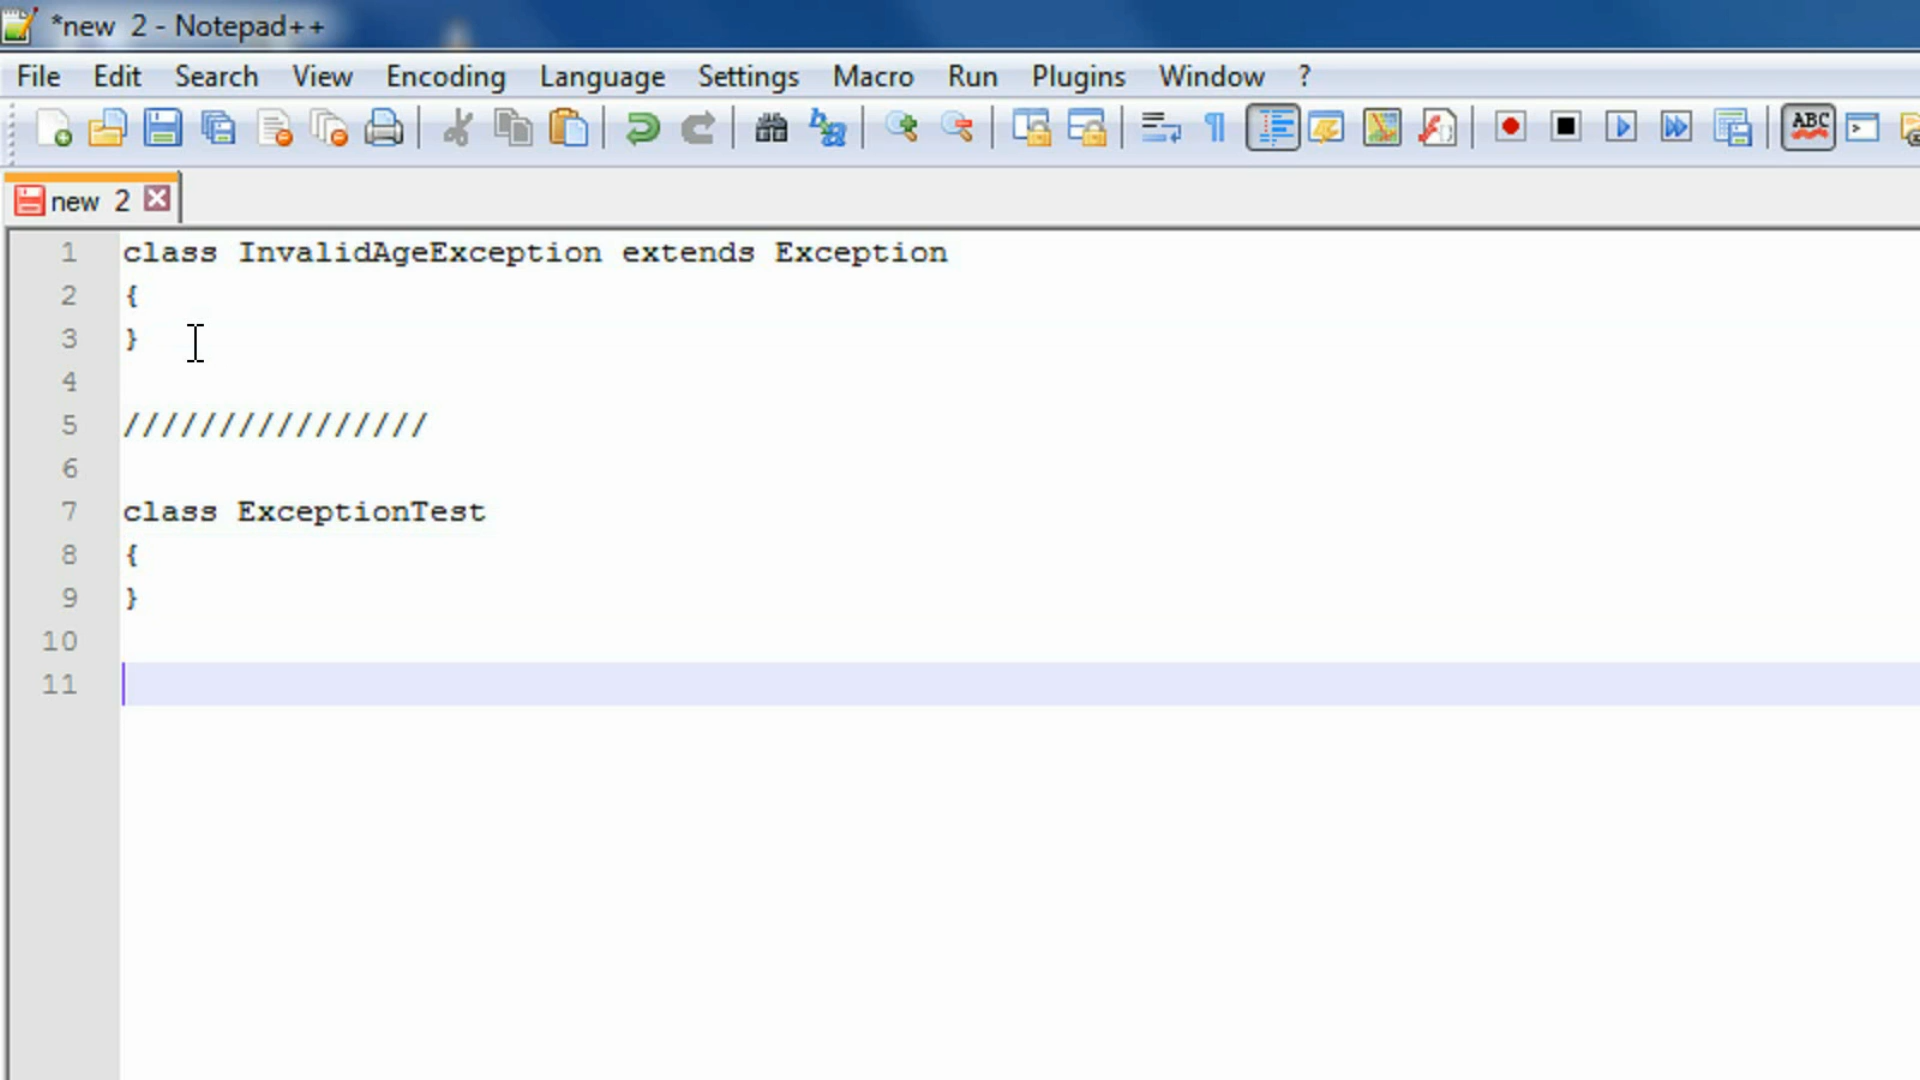 *new 2 - Notepad++
File Edit Search View Encoding Language Settings Macro Run Plugins Window ?
ABC
new 2
1 class InvalidAgeException extends Exception
2 {
3 }
4
5 ////////////////
6
7 class ExceptionTest
8 {
9 }
10
11